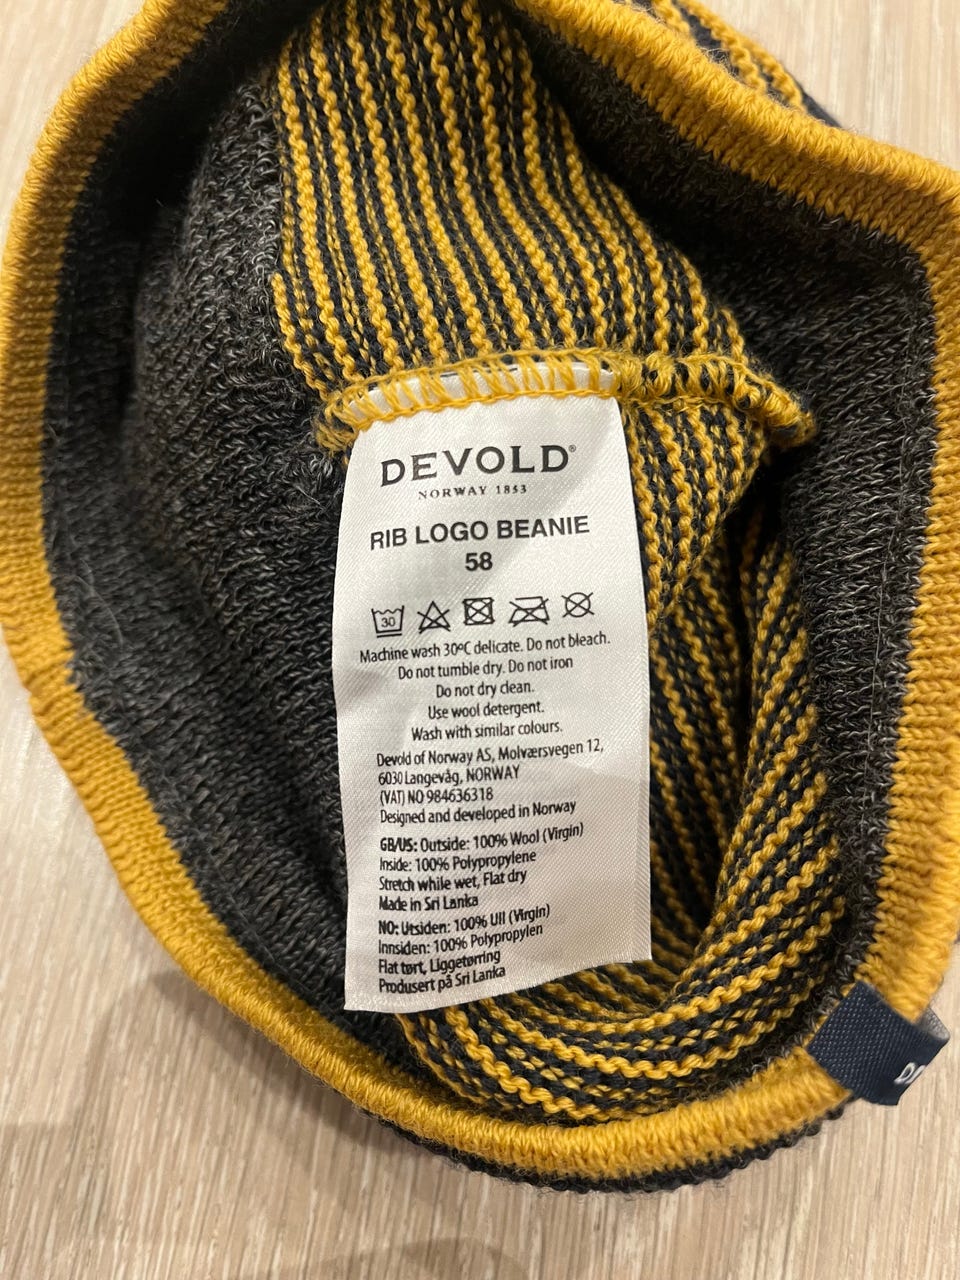 DEVOLD®
NORWAY 1853
RIB LOGO BEANIE
58
30
Machine wash 30ºC delicate. Do not bleach.
Do not tumble dry. Do not iron
Do not dry clean.
Use wool detergent.
Wash with similar colours.
Devold of Norway AS, Molværsvegen 12,
6030 Langevåg, NORWAY
(VAT) NO 984636318
Designed and developed in Norway
GB/US: Outside: 100% Wool (Virgin)
Inside: 100% Polypropylene
Stretch while wet, Flat dry
Made in Sri Lanka
NO: Utsiden: 100% Ull (Virgin)
Innsiden: 100% Polypropylen
Flat tørt, Liggetørring
Produsert på Sri Lanka